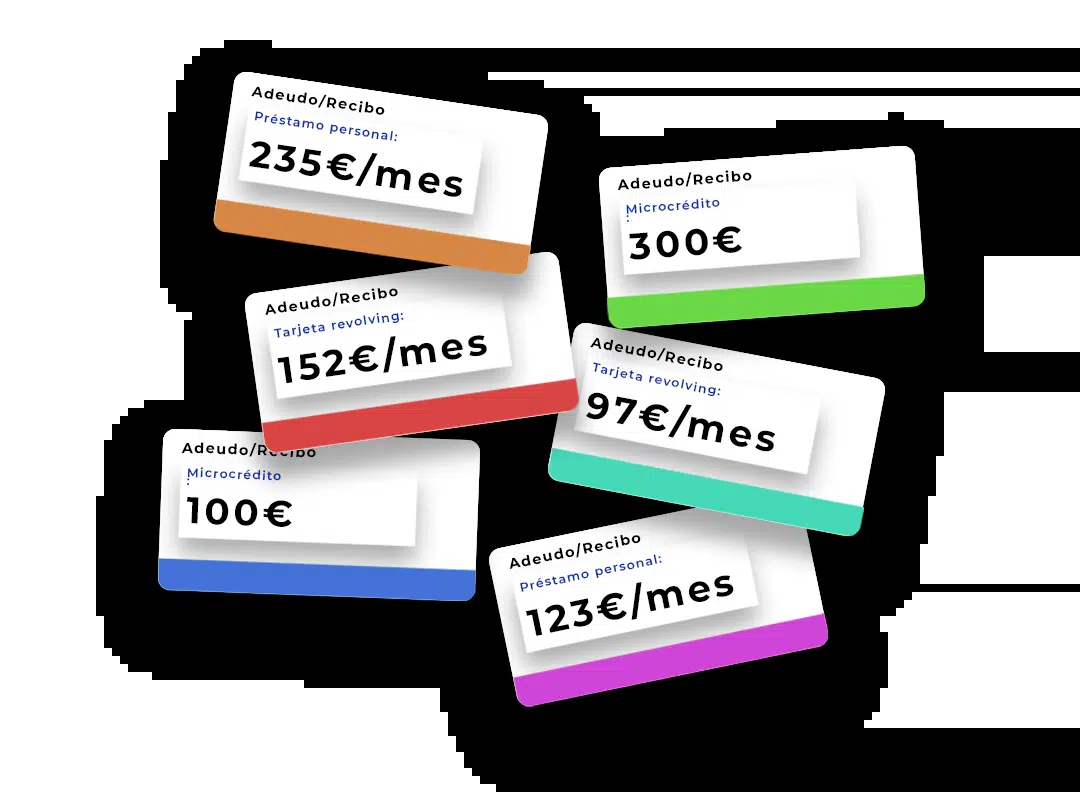 Adeudo/Recibo
Préstamo personal:
235€/mes
Adeudo/Recibo
Microcrédito
:
300€
Adeudo/Recibo
Tarjeta revolving:
152€/mes
Adeudo/Recibo
Tarjeta revolving:
97€/mes
Adeudo/Recibo
Microcrédito
:
100€
Adeudo/Recibo
Préstamo personal:
123€/mes